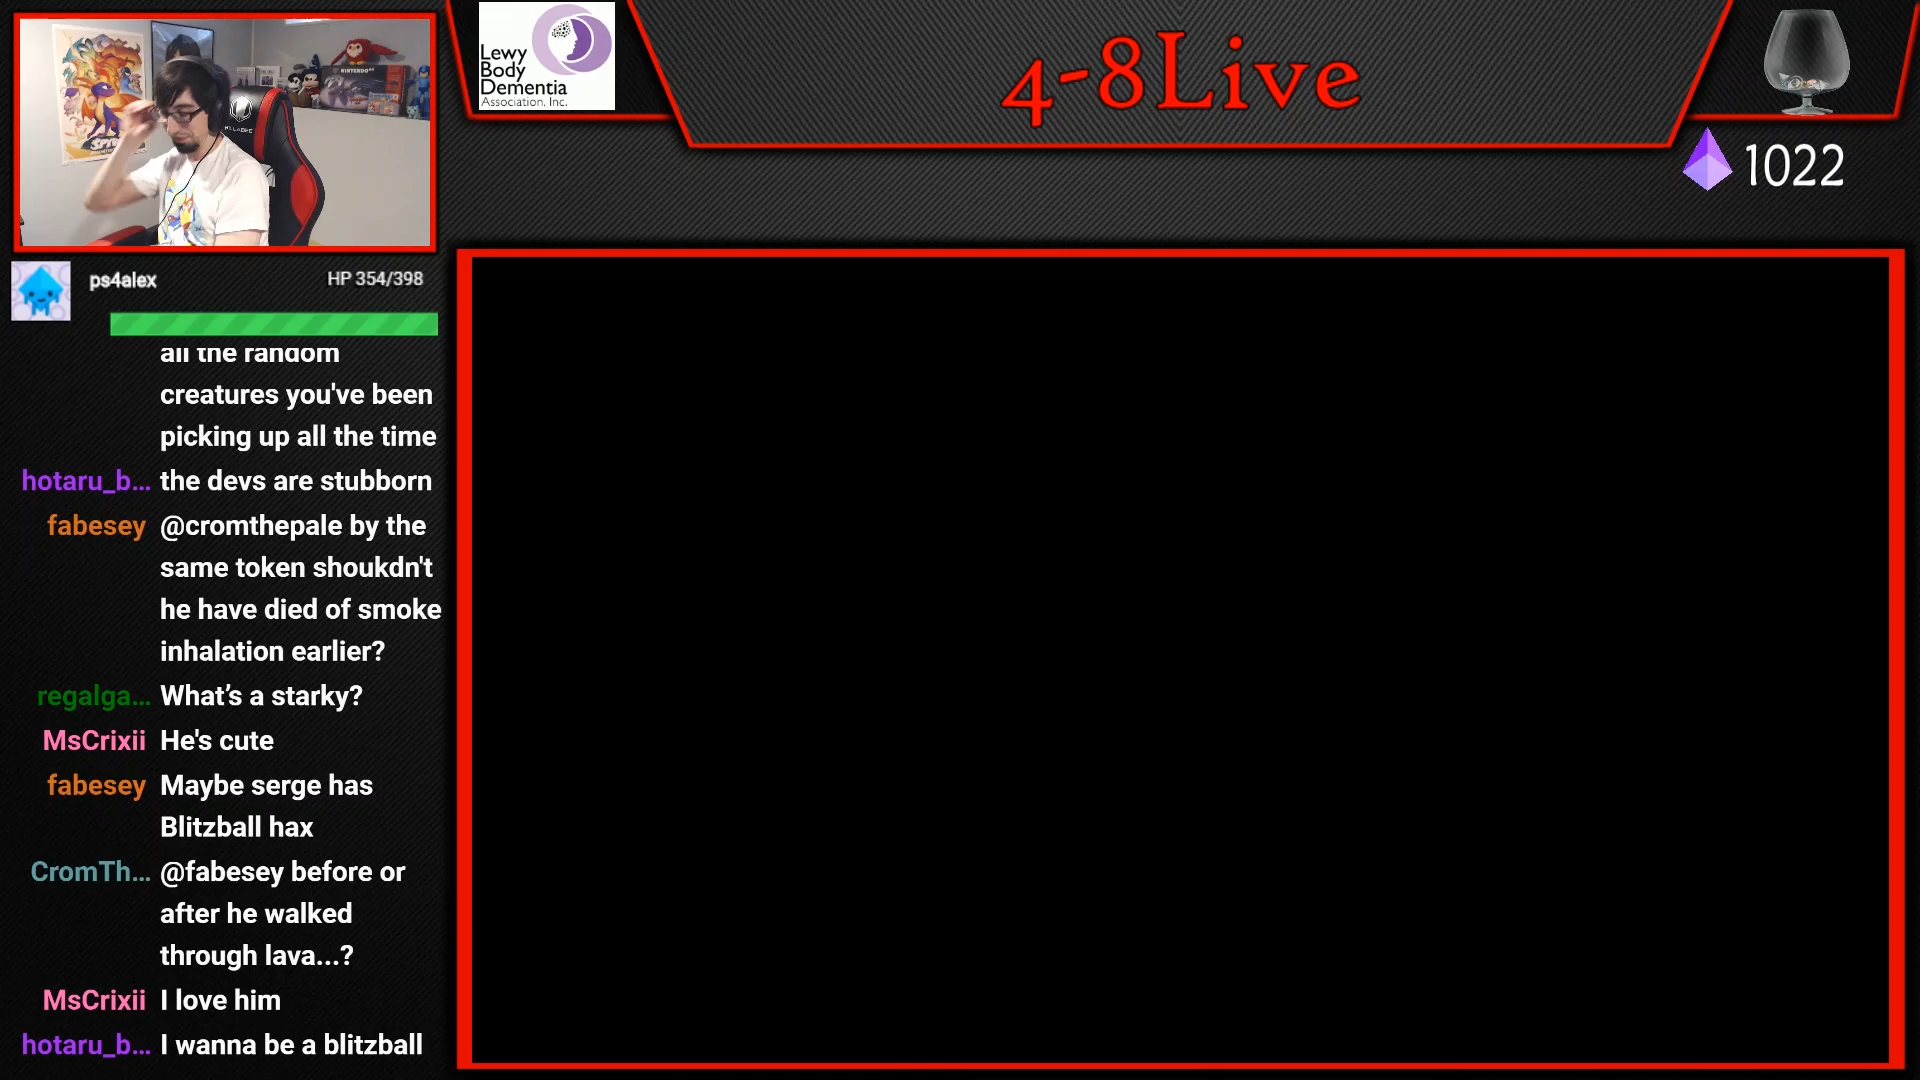 Lewy
Body
Dementia
Association, Inc.
4-8Live
1022
NINTENDO
ps4alex
HP 354/398
all the random
creatures you've been
picking up all the time
hotaru_b... the devs are stubborn
fabesey @cromthepale by the
same token shoukdn't
he have died of smoke
inhalation earlier?
regalga... What’s a starky?
MsCrixii He's cute
fabesey Maybe serge has
Blitzball hax
CromTh... @fabesey before or
after he walked
through lava...?
MsCrixii I love him
hotaru_b... I wanna be a blitzball